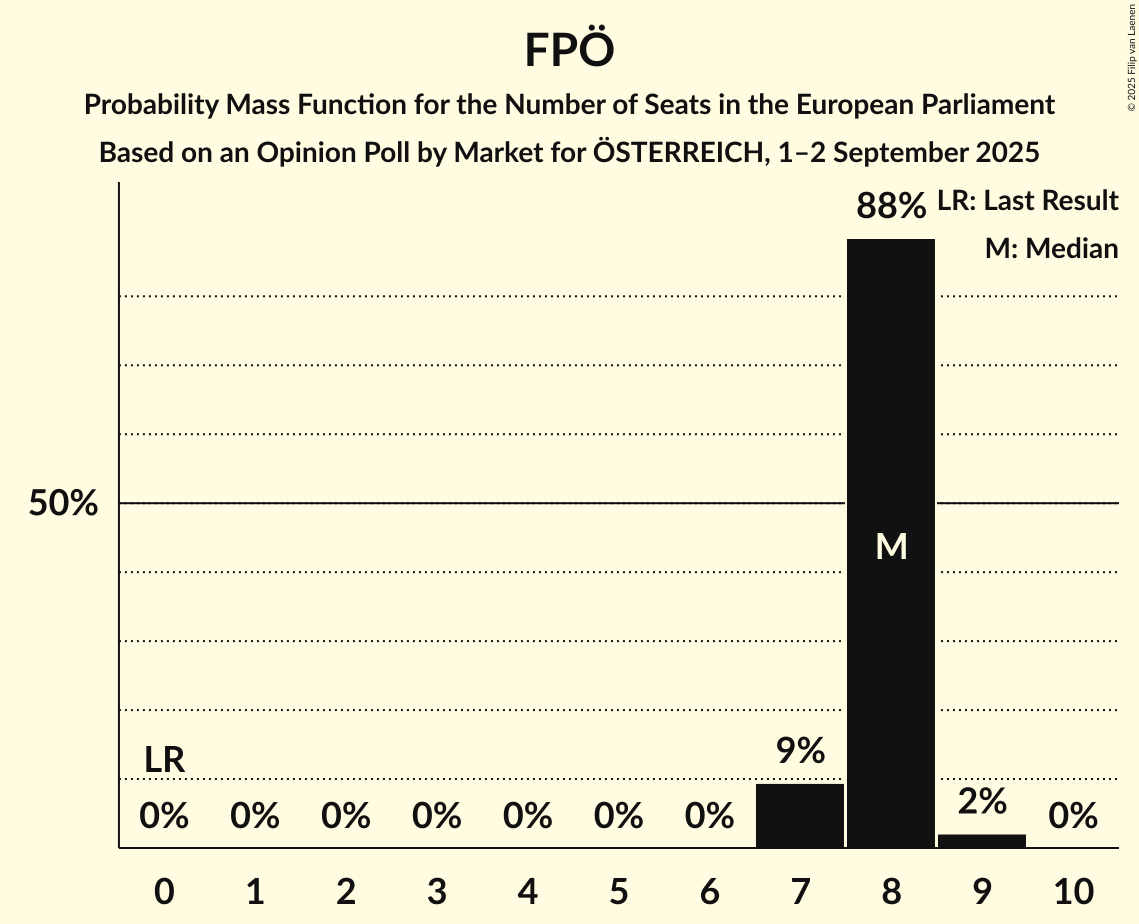 FPÖ
Probability Mass Function for the Number of Seats in the European Parliament
Based on an Opinion Poll by Market for ÖSTERREICH, 1–2 September 2025
© 2025 Filip van Laenen
LR: Last Result
M: Median
88%
50%
M
LR
9%
2%
0% 0% 0% 0% 0% 0% 0% 0%
0 1 2 3 4 5 6 7 8 9 10